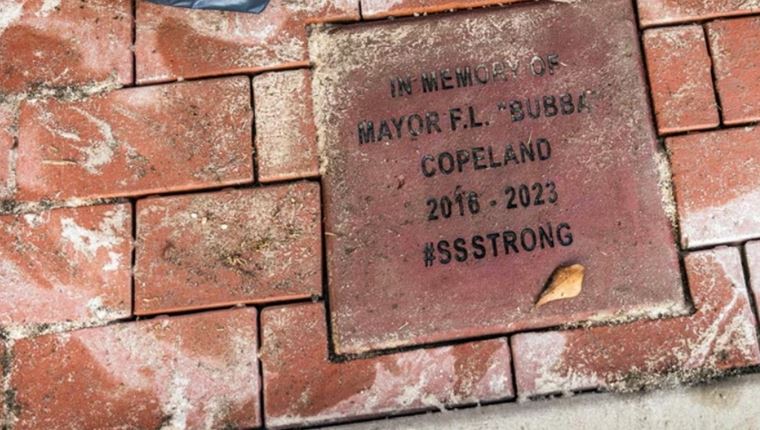 IN MEMORY OF
MAYOR F.L. "BUBBA"
COPELAND
2016 - 2023
#SSSTRONG